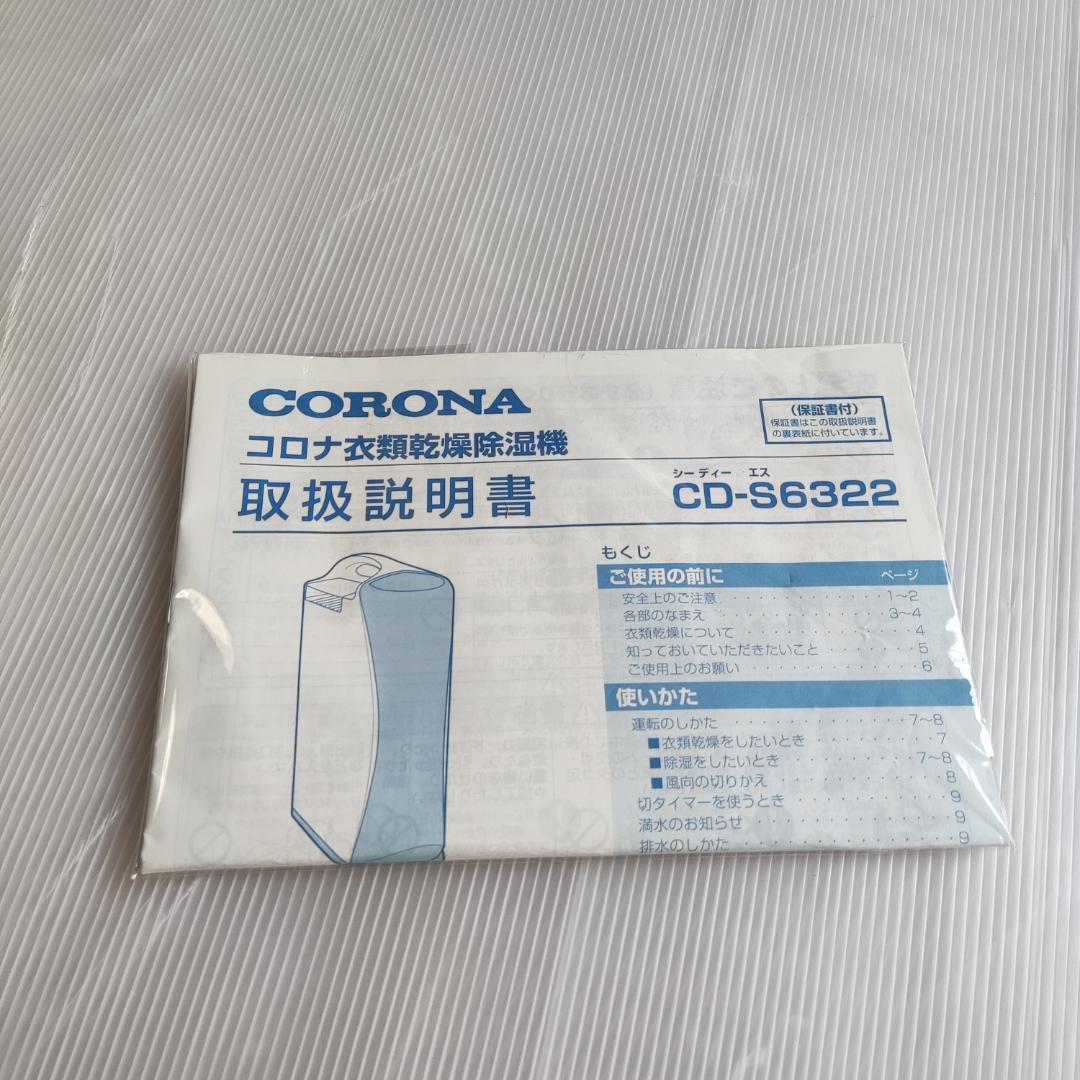 CORONA
コロナ衣類乾燥除湿機
取扱説明書
(保証書付)
保証書はこの取扱説明書
の裏表紙に付いています。
シーディー エス
CD-S6322
もくじ
ご使用の前に ページ
安全上のご注意 ············ 1~2
各部のなまえ ············ 3~4
衣類乾燥について ············ 4
知っておいていただきたいこと ······· 5
ご使用上のお願い ············ 6
使いかた
運転のしかた ············ 7~8
■衣類乾燥をしたいとき ········ 7
■除湿をしたいとき ········ 7~8
■風向の切りかえ ·········· 8
切タイマーを使うとき ·········· 9
満水のお知らせ ············ 9
排水のしかた ············ 9